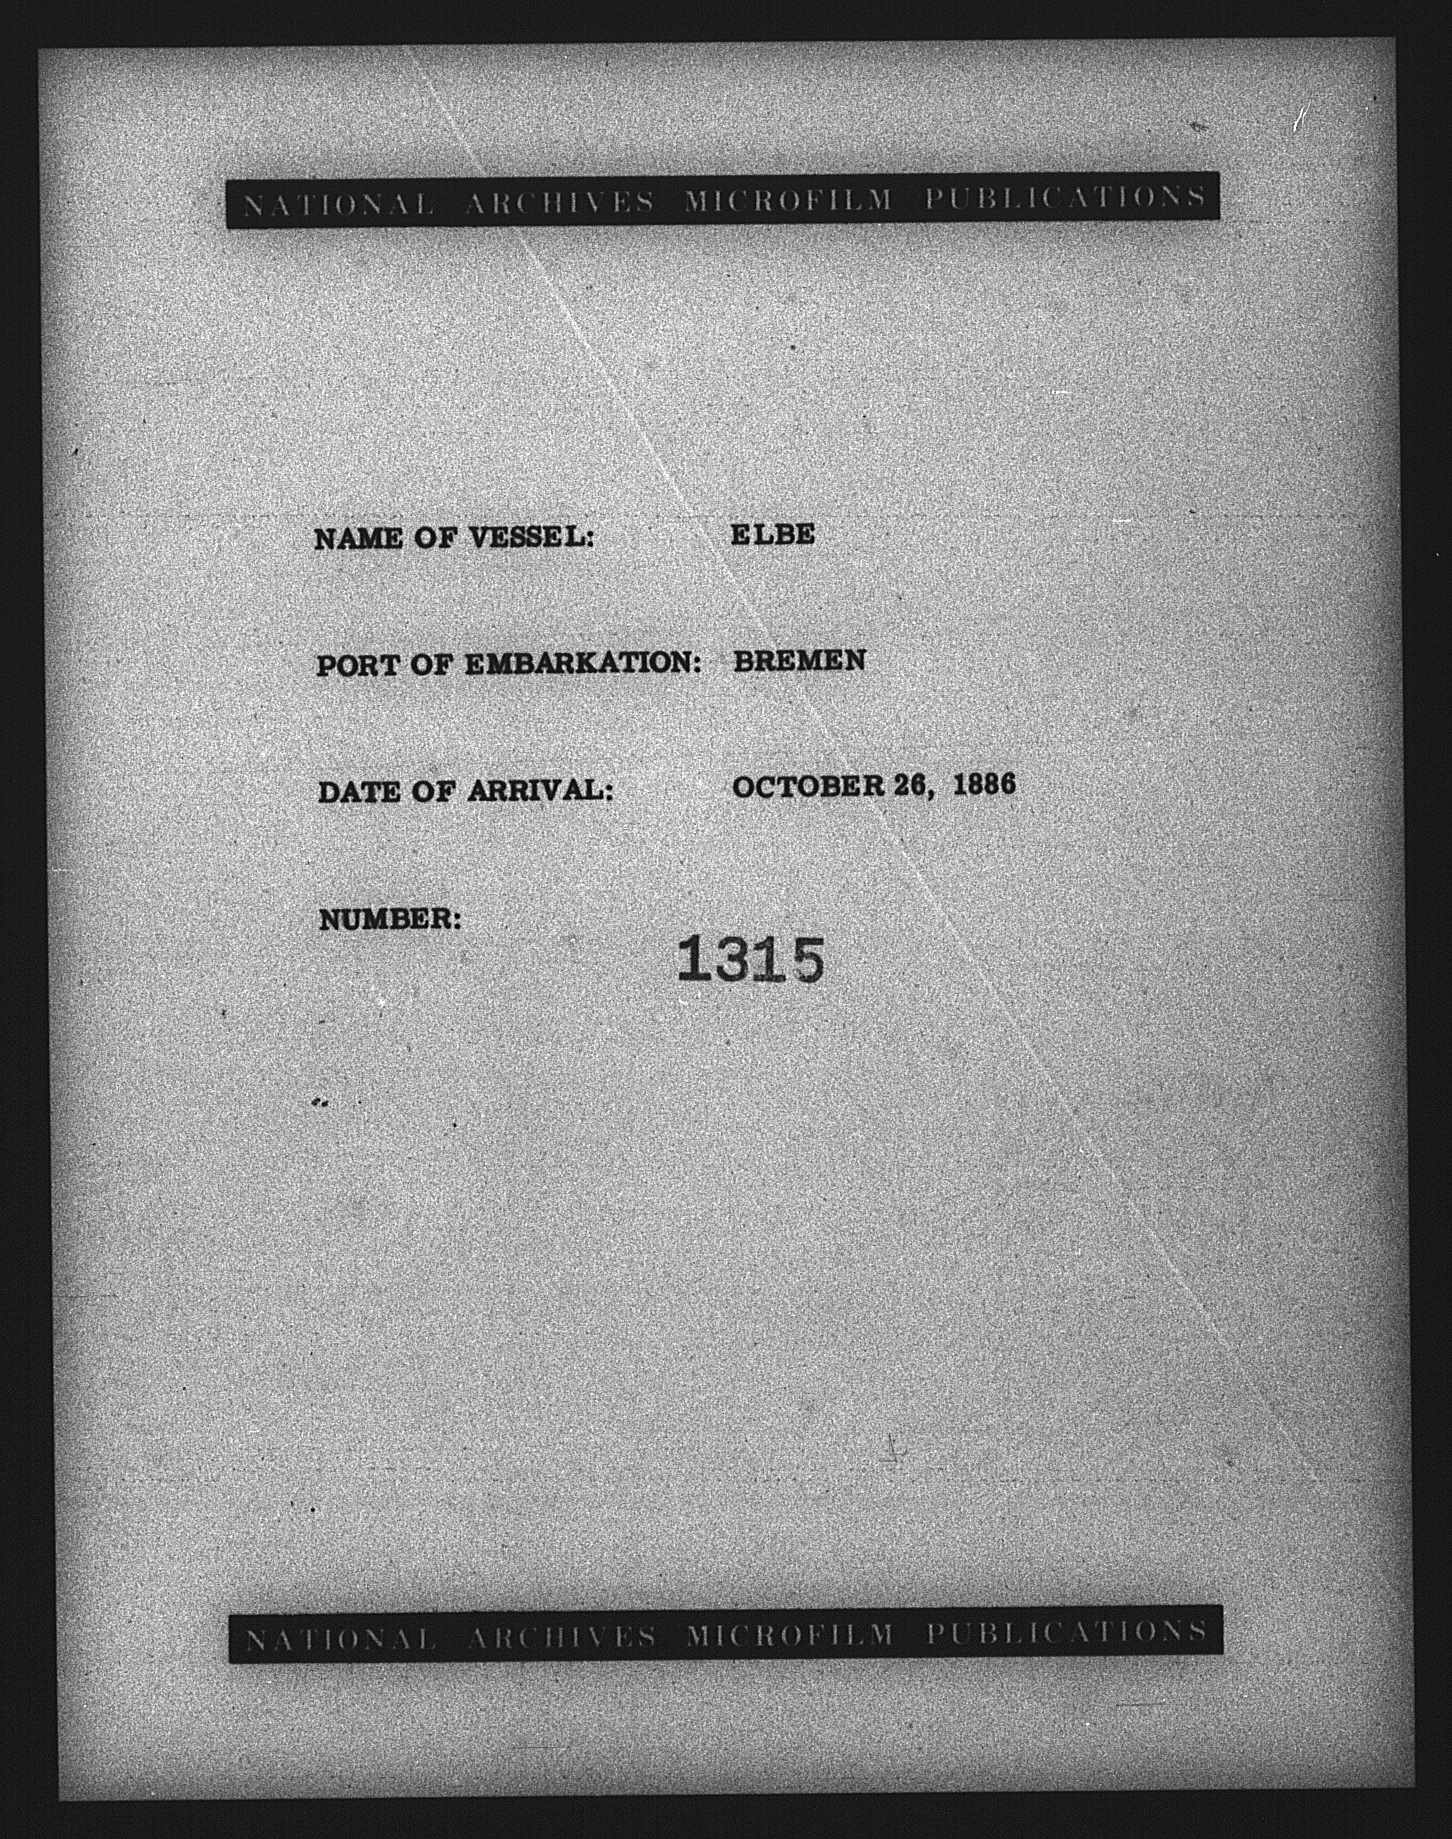 NATIONAL ARCHIVES MICROFILM PUBLICATIONS
NAME OF VESSEL: ELBE
PORT OF EMBARKATION: BREMEN
DATE OF ARRIVAL: OCTOBER 26, 1886
NUMBER:
1315
NATIONAL ARCHIVES MICROFILM PUBLICATIONS